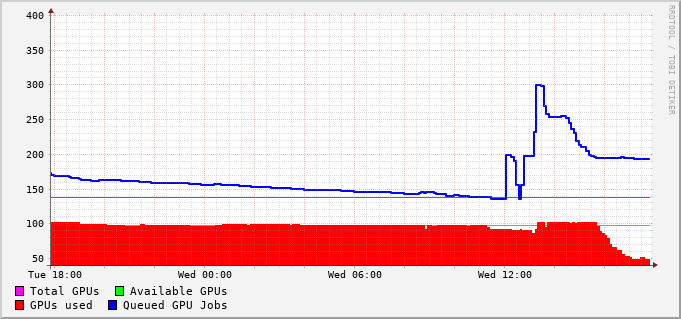 400
350
300
250
200
150
100
50
Tue 18:00 Wed 00:00 Wed 06:00 Wed 12:00
Total GPUs Available GPUs
GPUs used Queued GPU Jobs
RRDTOOL / TOBI OETIKER